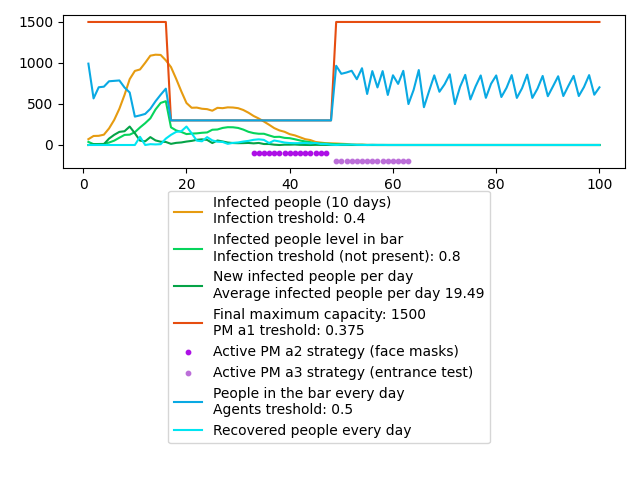 1500
1000
500
0
0 20 40 60 80 100
Infected people (10 days)
Infection treshold: 0.4
Infected people level in bar
Infection treshold (not present): 0.8
New infected people per day
Average infected people per day 19.49
Final maximum capacity: 1500
PM a1 treshold: 0.375
Active PM a2 strategy (face masks)
Active PM a3 strategy (entrance test)
People in the bar every day
Agents treshold: 0.5
Recovered people every day